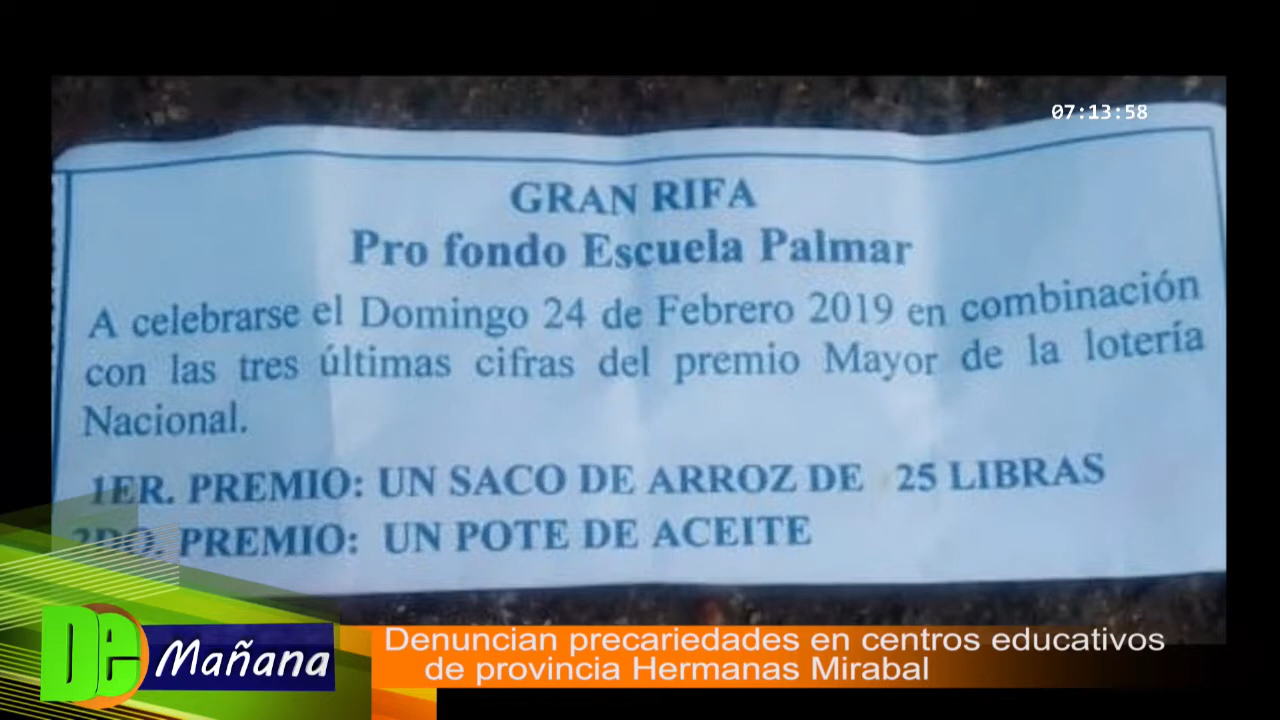 07:13:58
GRAN RIFA
Pro fondo Escuela Palmar
A celebrarse el Domingo 24 de Febrero 2019 en combinación
con las tres últimas cifras del premio Mayor de la lotería
Nacional.
1ER. PREMIO: UN SACO DE ARROZ DE 25 LIBRAS
2DO. PREMIO: UN POTE DE ACEITE
De Mañana
Denuncian precariedades en centros educativos
de provincia Hermanas Mirabal